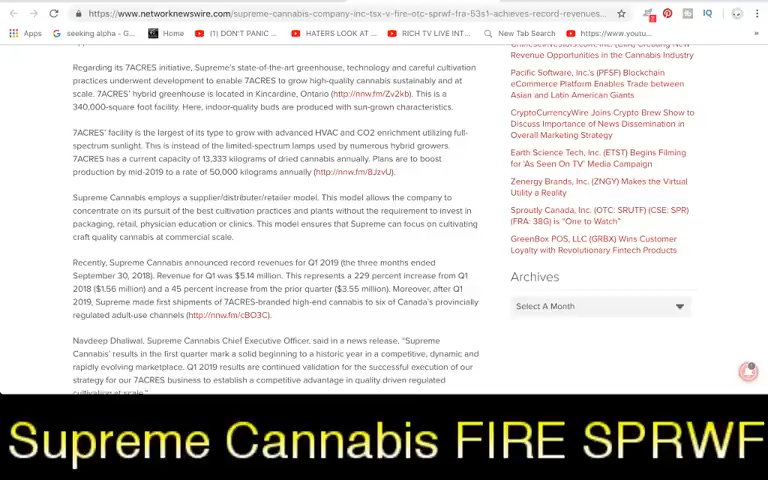 https://www.networknewswire.com/supreme-cannabis-company-inc-tsx-v-fire-otc-sprwf-fra-53s1-achieves-record-revenues...
Apps
seeking alpha - G
Home
(1) DON'T PANIC
HATERS LOOK AT
RICH TV LIVE INT
New Tab Search
https://www.youtu
Regarding its 7ACRES initiative, Supreme's state-of-the-art greenhouse, technology and careful cultivation
practices underwent development to enable 7ACRES to grow high-quality cannabis sustainably and at
scale. 7ACRES' hybrid greenhouse is located in Kincardine, Ontario (http://nnw.fm/Zv2kb). This is a
340,000-square foot facility. Here, indoor-quality buds are produced with sun-grown characteristics.
7ACRES' facility is the largest of its type to grow with advanced HVAC and CO2 enrichment utilizing full-
spectrum sunlight. This is instead of the limited-spectrum lamps used by numerous hybrid growers.
7ACRES has a current capacity of 13,333 kilograms of dried cannabis annually. Plans are to boost
production by mid-2019 to a rate of 50,000 kilograms annually (http://nnw.fm/8JzvU).
Supreme Cannabis employs a supplier/distributer/retailer model. This model allows the company to
concentrate on its pursuit of the best cultivation practices and plants without the requirement to invest in
packaging, retail, physician education or clinics. This model ensures that Supreme can focus on cultivating
craft quality cannabis at commercial scale.
Recently, Supreme Cannabis announced record revenues for Q1 2019 (the three months ended
September 30, 2018). Revenue for Q1 was $5.14 million. This represents a 229 percent increase from Q1
2018 ($1.56 million) and a 45 percent increase from the prior quarter ($3.55 million). Moreover, after Q1
2019, Supreme made first shipments of 7ACRES-branded high-end cannabis to six of Canada's provincially
regulated adult-use channels (http://nnw.fm/cBO3C).
Navdeep Dhaliwal, Supreme Cannabis Chief Executive Officer, said in a news release, "Supreme
Cannabis' results in the first quarter mark a solid beginning to a historic year in a competitive, dynamic and
rapidly evolving marketplace. Q1 2019 results are continued validation for the successful execution of our
strategy for our 7ACRES business to establish a competitive advantage in quality driven regulated
cultivation at scale."
ChineseInvestors.com, Inc. (CIIX) Creating New
Revenue Opportunities in the Cannabis Industry
Pacific Software, Inc.'s (PFSF) Blockchain
eCommerce Platform Enables Trade between
Asian and Latin American Giants
CryptoCurrencyWire Joins Crypto Brew Show to
Discuss Importance of News Dissemination in
Overall Marketing Strategy
Earth Science Tech, Inc. (ETST) Begins Filming
for 'As Seen On TV' Media Campaign
Zenergy Brands, Inc. (ZNGY) Makes the Virtual
Utility a Reality
Sproutly Canada, Inc. (OTC: SRUTF) (CSE: SPR)
(FRA: 38G) is "One to Watch"
GreenBox POS, LLC (GRBX) Wins Customer
Loyalty with Revolutionary Fintech Products
Archives
Select A Month
Supreme Cannabis FIRE SPRWF